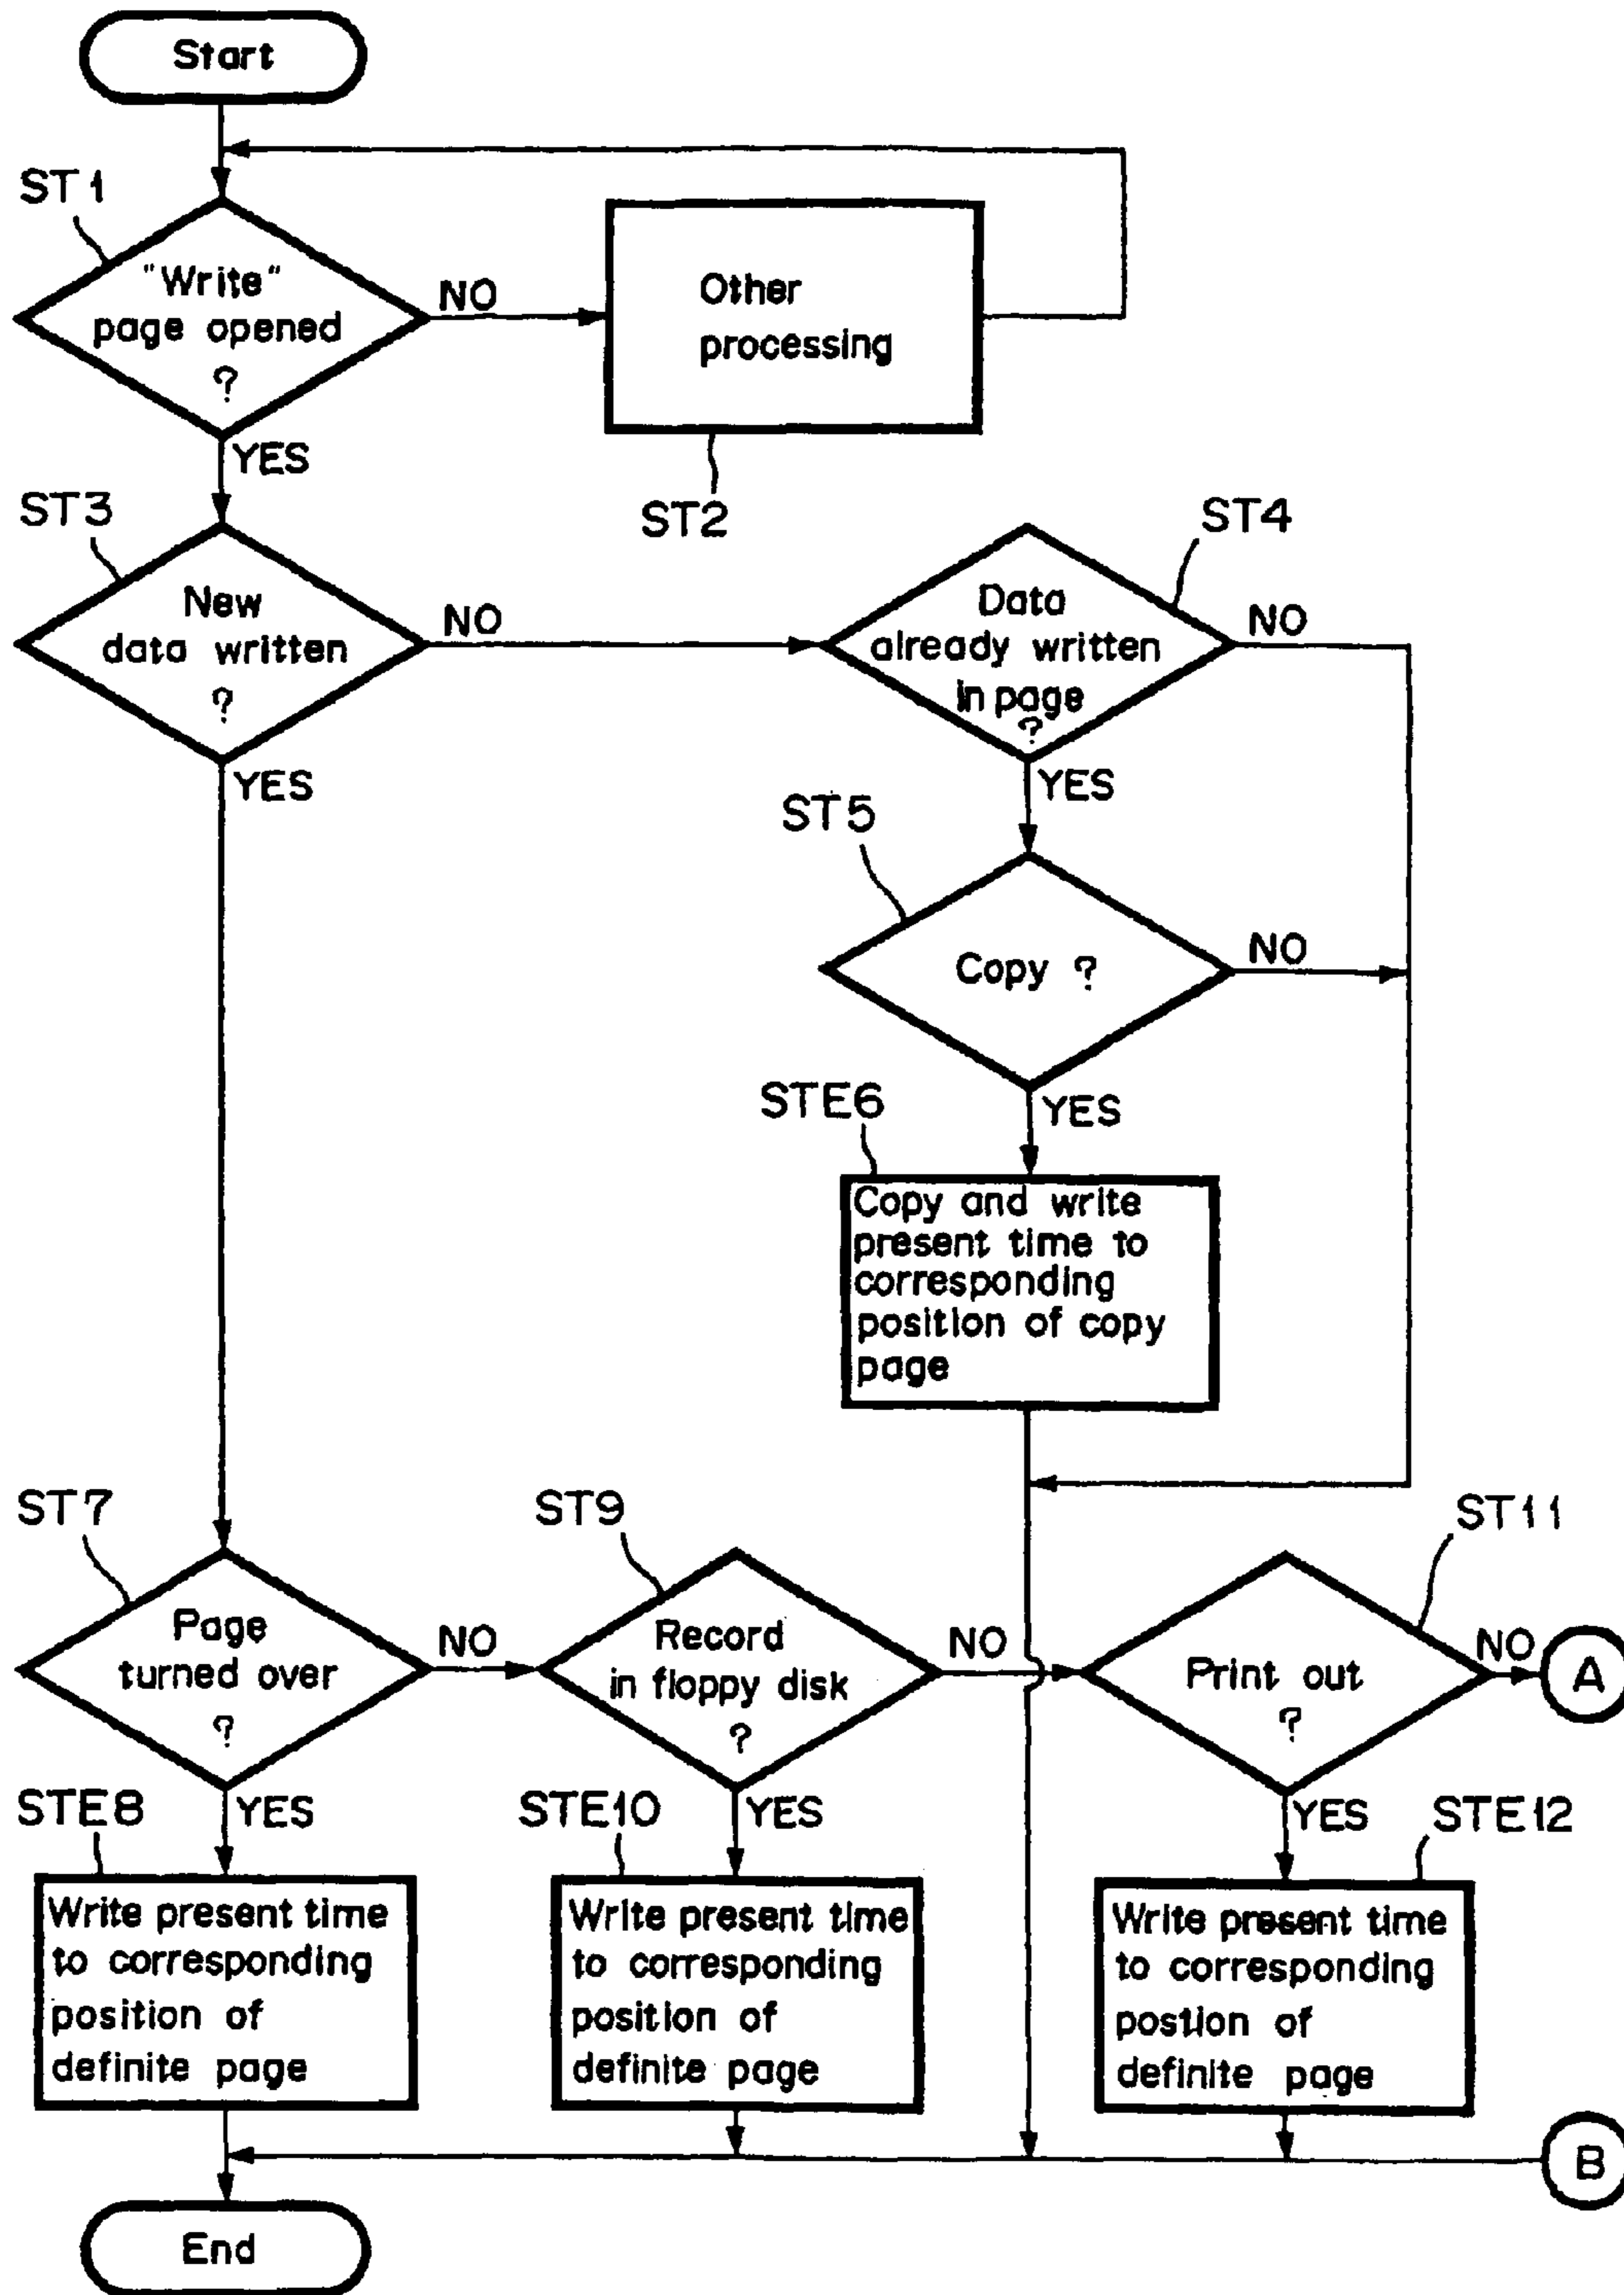 Start
ST1
"Write"
page opened
?
NO
Other
processing
YES
ST2
ST3
New
data written
?
NO
ST4
Data
already written
in page
?
NO
YES
YES
ST5
Copy ?
NO
YES
STE6
Copy and write
present time to
corresponding
position of copy
page
ST7
Page
turned over
?
NO
ST9
Record
in floppy disk
?
NO
ST11
Print out
?
NO
A
STE8
YES
Write present time
to corresponding
position of
definite page
STE10
YES
Write present time
to corresponding
position of
definite page
YES
STE12
Write present time
to corresponding
postion of
definite page
B
End